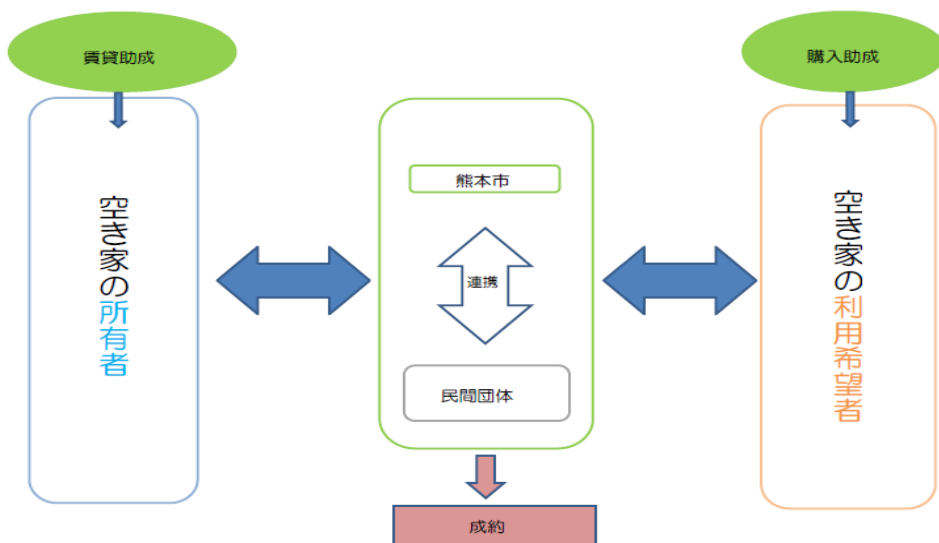 賃貸助成
購入助成
空き家の所有者
熊本市
連携
民間団体
空き家の利用希望者
成約